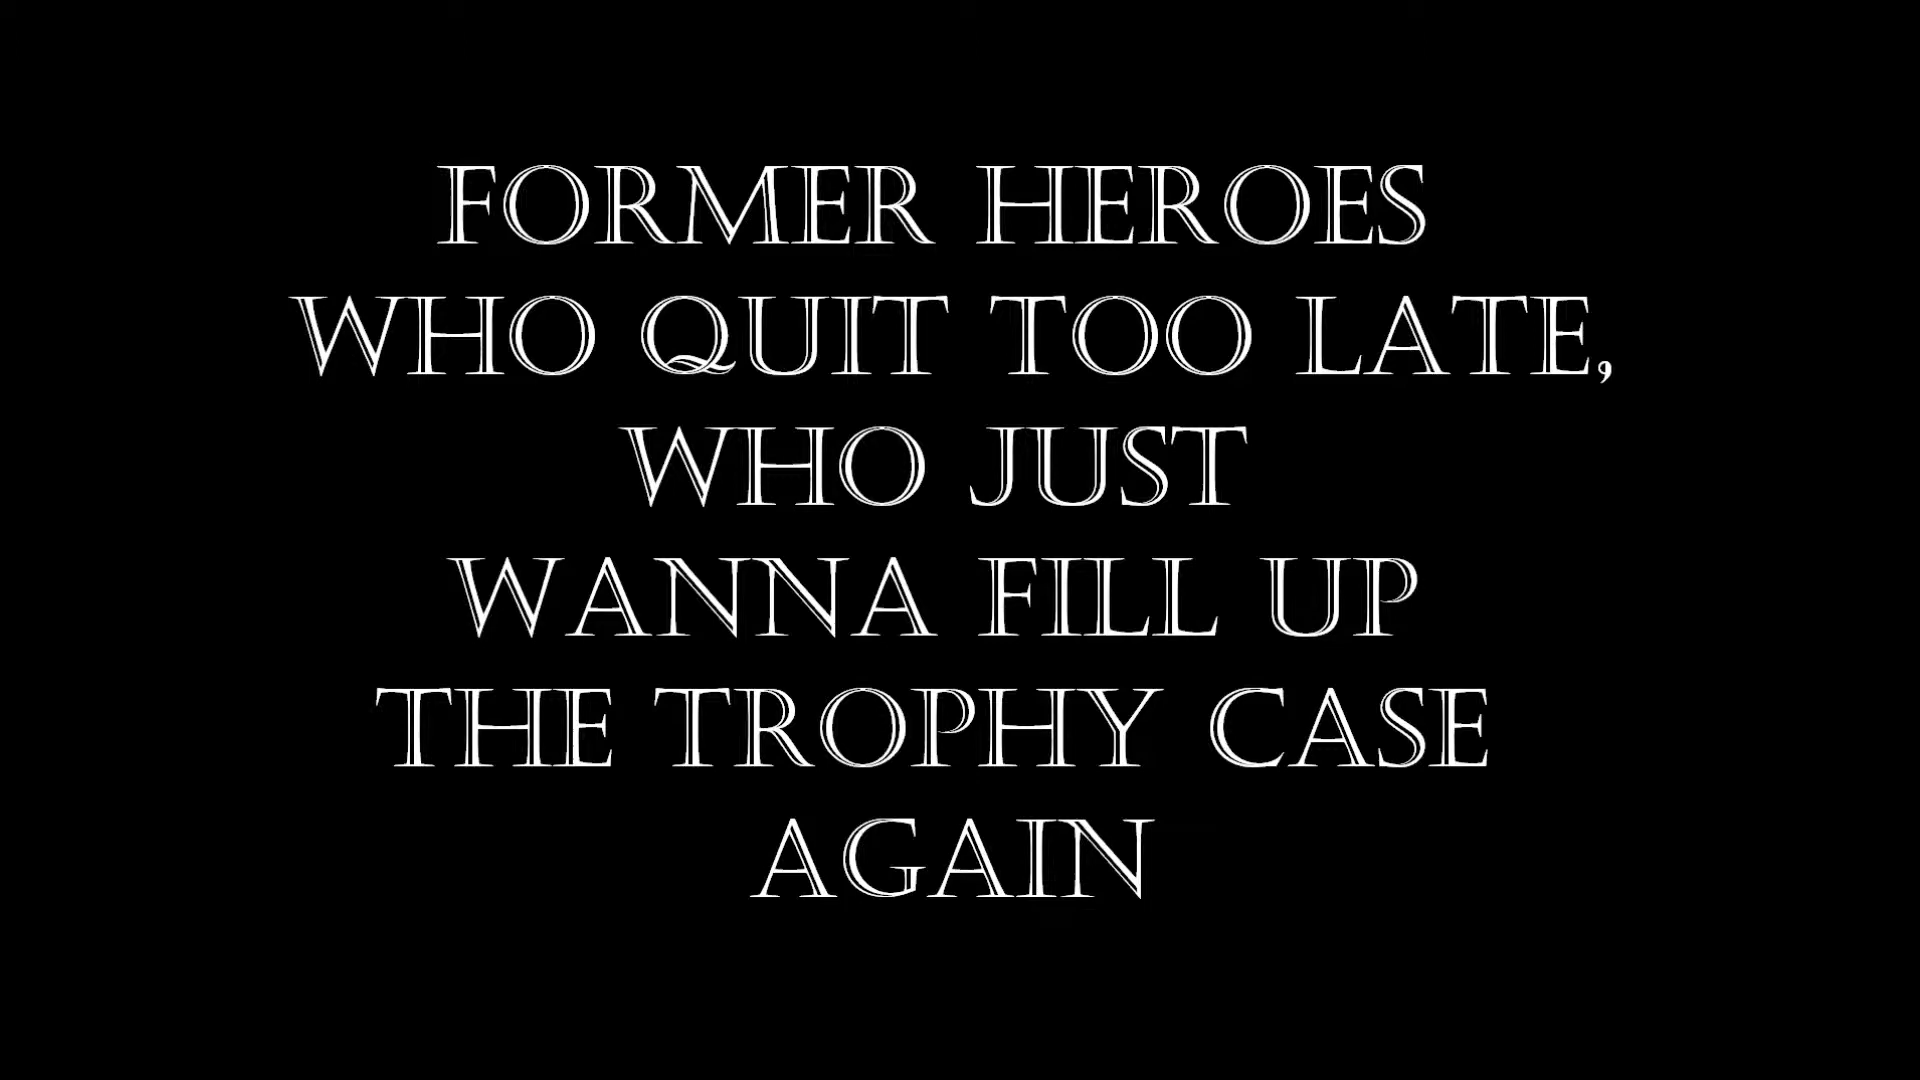 FORMER HEROES
WHO QUIT TOO LATE,
WHO JUST
WANNA FILL UP
THE TROPHY CASE
AGAIN